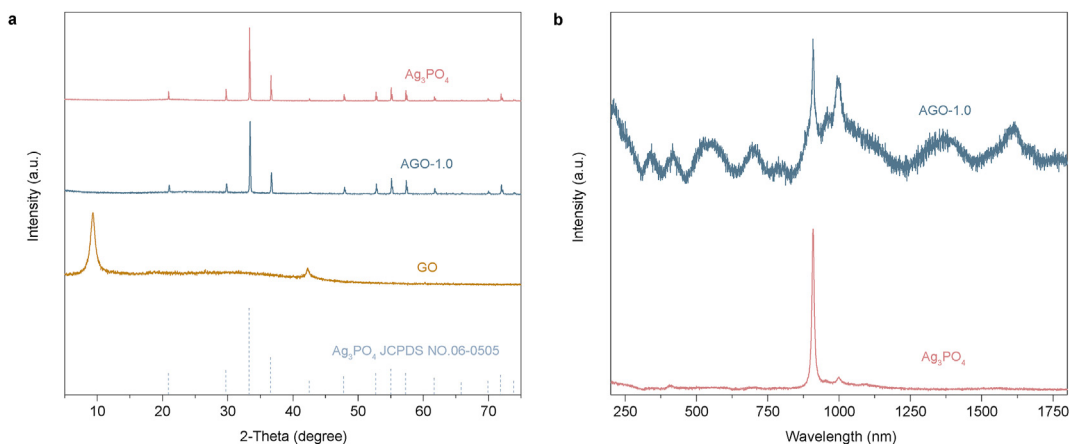 a
Intensity (a.u.)
Ag₃PO₄
AGO-1.0
GO
Ag₃PO₄ JCPDS NO.06-0505
10 20 30 40 50 60 70
2-Theta (degree)
b
Intensity (a.u.)
AGO-1.0
Ag₃PO₄
250 500 750 1000 1250 1500 1750
Wavelength (nm)